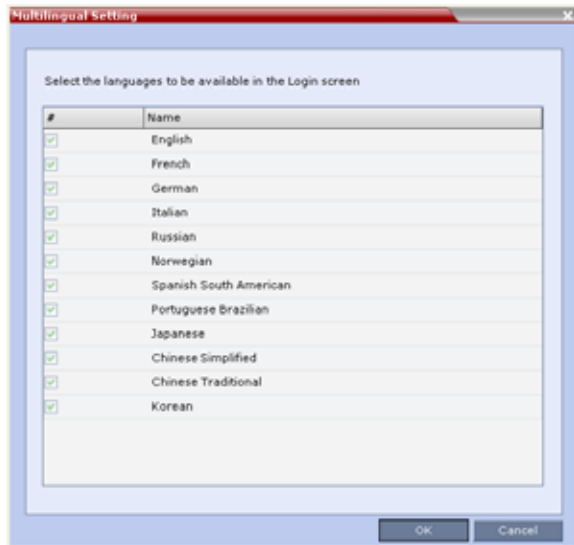 Multilingual Setting
Select the languages to be available in the Login screen
# Name
English
French
German
Italian
Russian
Norwegian
Spanish South American
Portuguese Brazilian
Japanese
Chinese Simplified
Chinese Traditional
Korean
OK Cancel